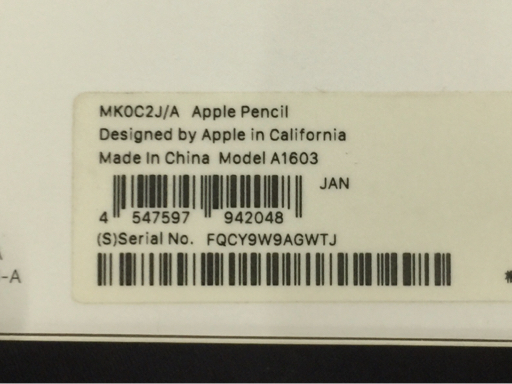 MK0C2J/A Apple Pencil
Designed by Apple in California
Made In China Model A1603
JAN
4 547597 942048
(S)Serial No. FQCY9W9AGWTJ
-A